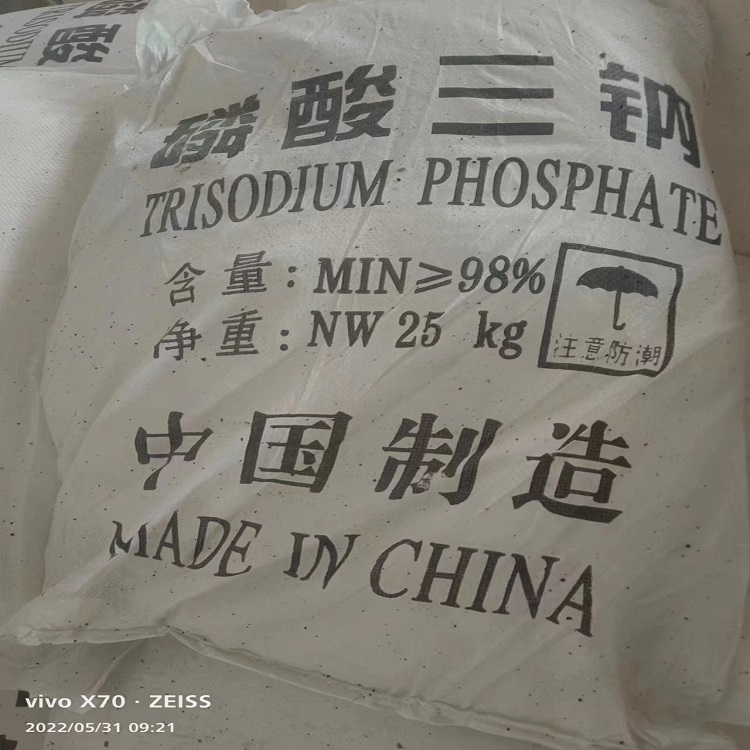 磷酸三钠
TRISODIUM PHOSPHATE
含量：MIN≥98%
净重：NW 25 kg
注意防潮
中国制造
MADE IN CHINA
vivo X70 · ZEISS
2022/05/31 09:21